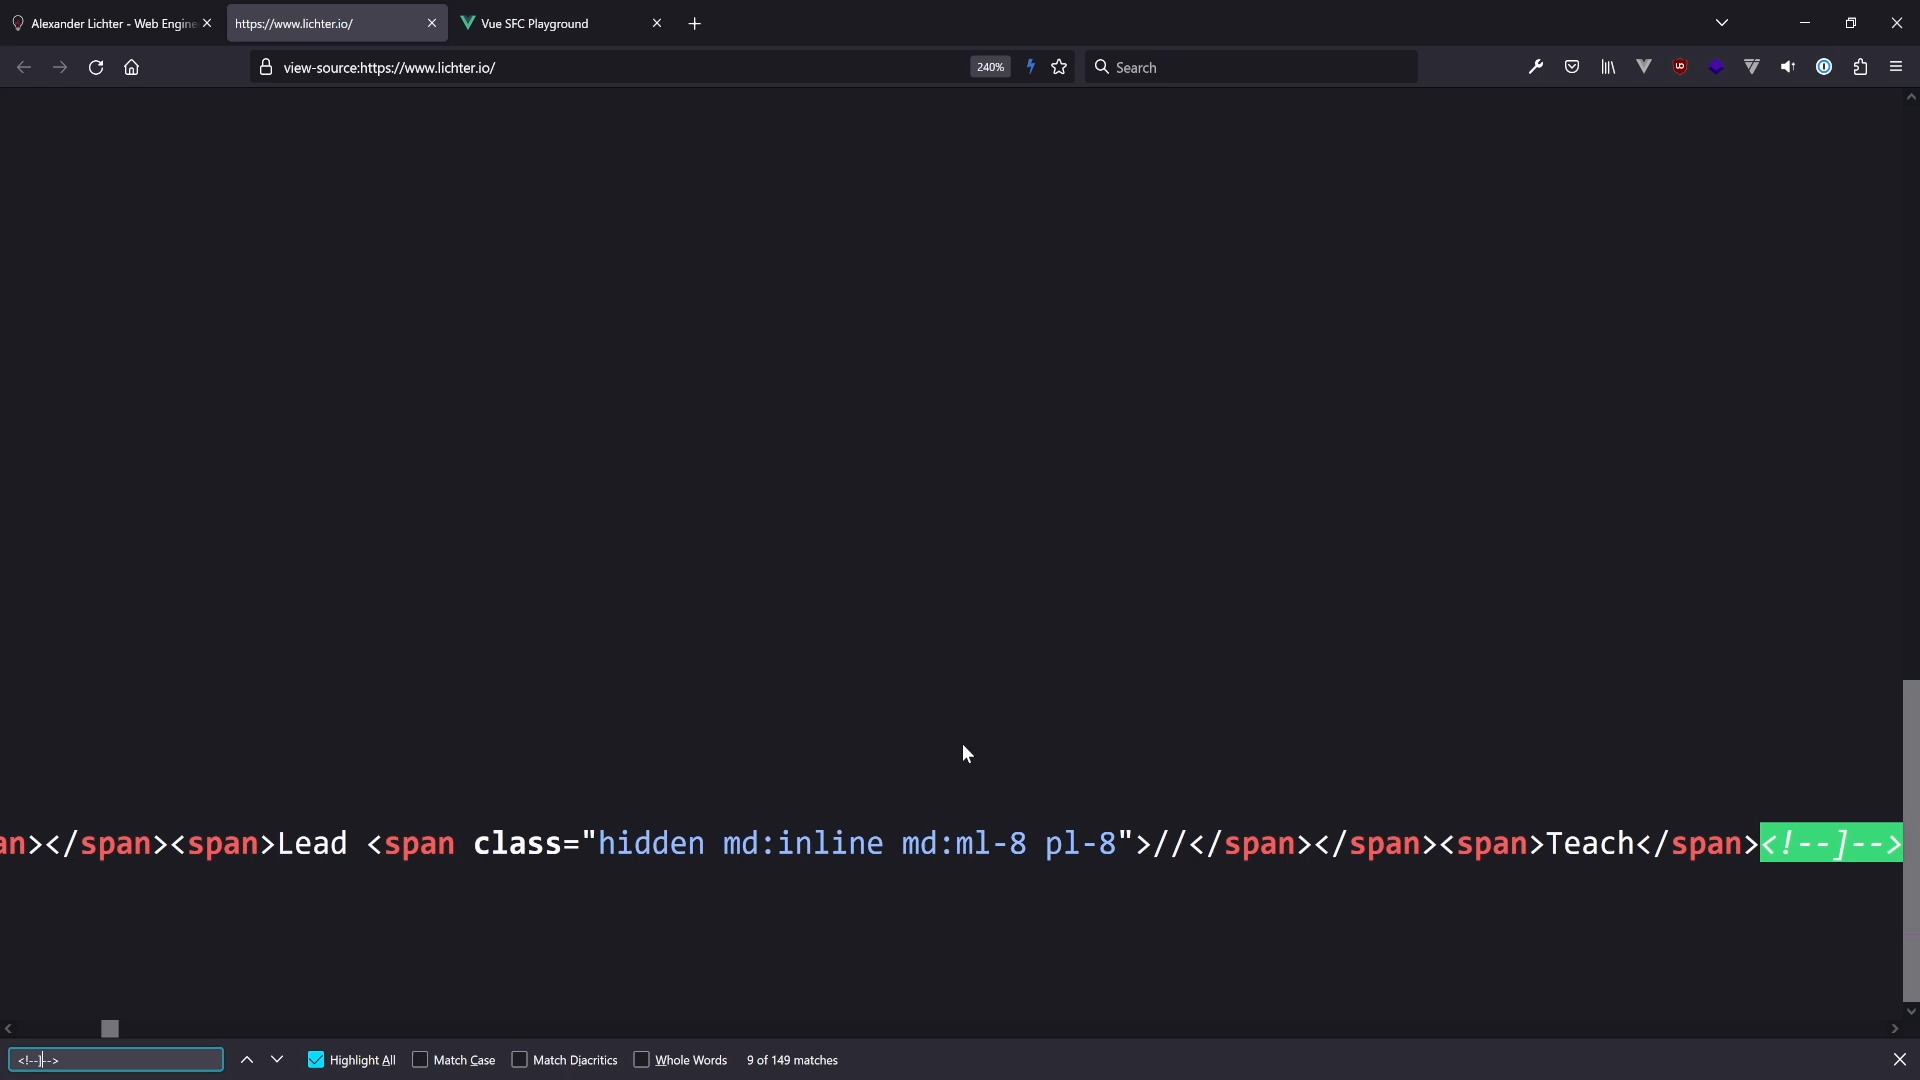 Alexander Lichter - Web Engine
https://www.lichter.io/
Vue SFC Playground
view-source:https://www.lichter.io/
240%
Search
an></span><span>Lead <span class="hidden md:inline md:ml-8 pl-8">//</span></span><span>Teach</span><!--]-->
<!--]-->
Highlight All
Match Case
Match Diacritics
Whole Words
9 of 149 matches